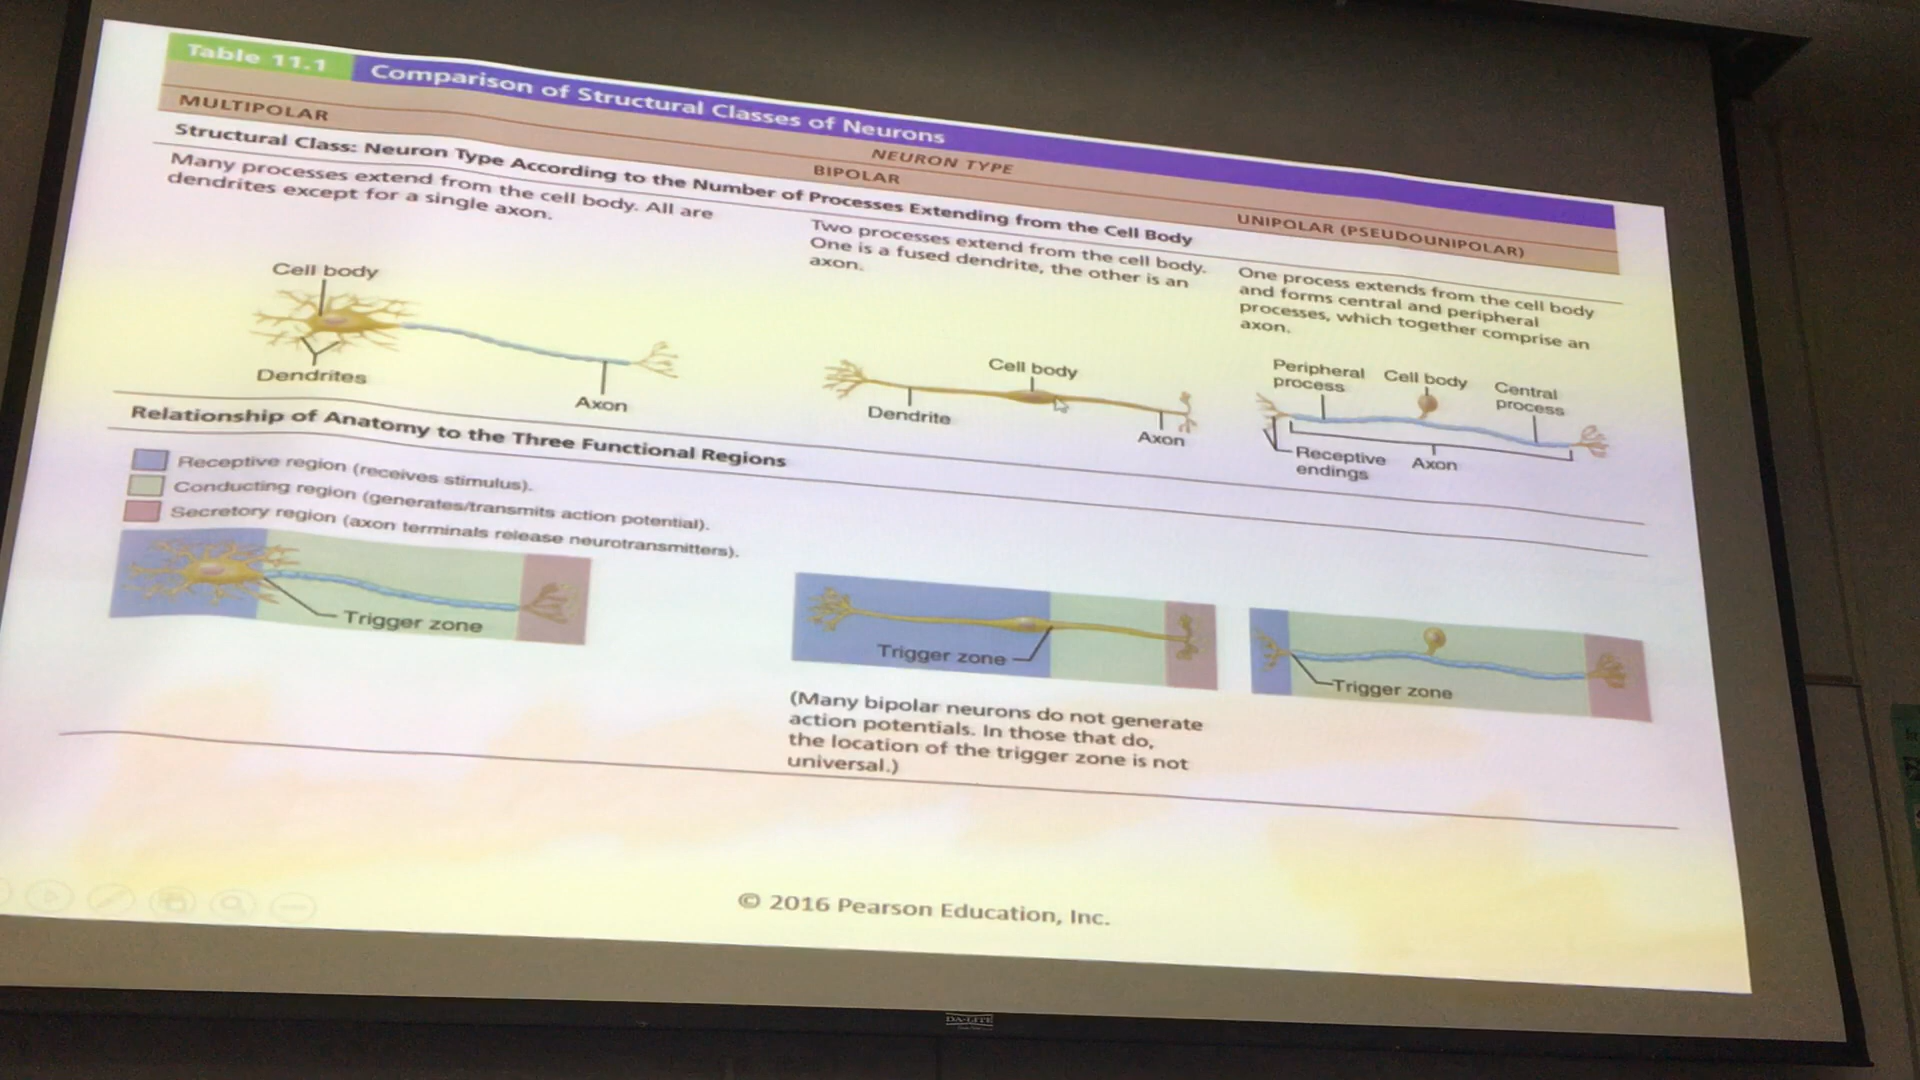 Table 11.1
Comparison of Structural Classes of Neurons
NEURON TYPE
MULTIPOLAR
BIPOLAR
UNIPOLAR (PSEUDOUNIPOLAR)
Structural Class: Neuron Type According to the Number of Processes Extending from the Cell Body
Many processes extend from the cell body. All are
dendrites except for a single axon.
Two processes extend from the cell body.
One is a fused dendrite, the other is an
axon.
One process extends from the cell body
and forms central and peripheral
processes, which together comprise an
axon.
Cell body
Dendrites
Axon
Cell body
Dendrite
Axon
Peripheral
process
Cell body
Central
process
Receptive
endings
Axon
Relationship of Anatomy to the Three Functional Regions
Receptive region (receives stimulus).
Conducting region (generates/transmits action potential).
Secretory region (axon terminals release neurotransmitters).
Trigger zone
Trigger zone
Trigger zone
(Many bipolar neurons do not generate
action potentials. In those that do,
the location of the trigger zone is not
universal.)
© 2016 Pearson Education, Inc.
DA-LITE